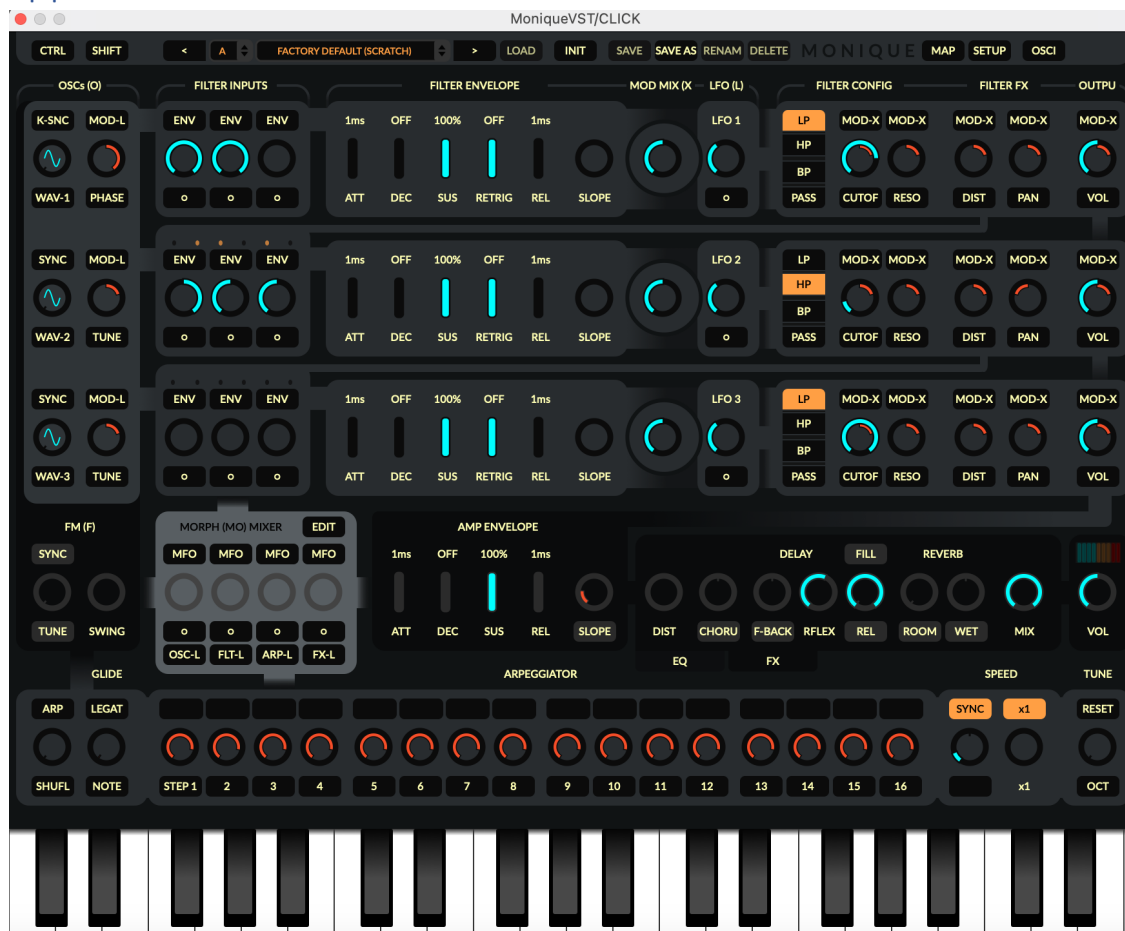 MoniqueVST/CLICK
CTRL SHIFT < A FACTORY DEFAULT (SCRATCH) > LOAD INIT SAVE SAVE AS RENAM DELETE MONIQUE MAP SETUP OSCI
OSCs (O) FILTER INPUTS FILTER ENVELOPE MOD MIX (X LFO (L) FILTER CONFIG FILTER FX OUTPU
K-SNC MOD-L ENV ENV ENV 1ms OFF 100% OFF 1ms LFO 1 LP MOD-X MOD-X MOD-X MOD-X MOD-X
HP
BP
WAV-1 PHASE o o o ATT DEC SUS RETRIG REL SLOPE o PASS CUTOF RESO DIST PAN VOL
SYNC MOD-L ENV ENV ENV 1ms OFF 100% OFF 1ms LFO 2 LP MOD-X MOD-X MOD-X MOD-X MOD-X
HP
BP
WAV-2 TUNE o o o ATT DEC SUS RETRIG REL SLOPE o PASS CUTOF RESO DIST PAN VOL
SYNC MOD-L ENV ENV ENV 1ms OFF 100% OFF 1ms LFO 3 LP MOD-X MOD-X MOD-X MOD-X MOD-X
HP
BP
WAV-3 TUNE o o o ATT DEC SUS RETRIG REL SLOPE o PASS CUTOF RESO DIST PAN VOL
FM (F) MORPH (MO) MIXER EDIT AMP ENVELOPE
SYNC MFO MFO MFO MFO 1ms OFF 100% 1ms DELAY FILL REVERB
TUNE SWING o o o o ATT DEC SUS REL SLOPE DIST CHORU F-BACK RFLEX REL ROOM WET MIX VOL
OSC-L FLT-L ARP-L FX-L EQ FX
GLIDE ARPEGGIATOR SPEED TUNE
ARP LEGAT SYNC x1 RESET
SHUFL NOTE STEP 1 2 3 4 5 6 7 8 9 10 11 12 13 14 15 16 x1 OCT